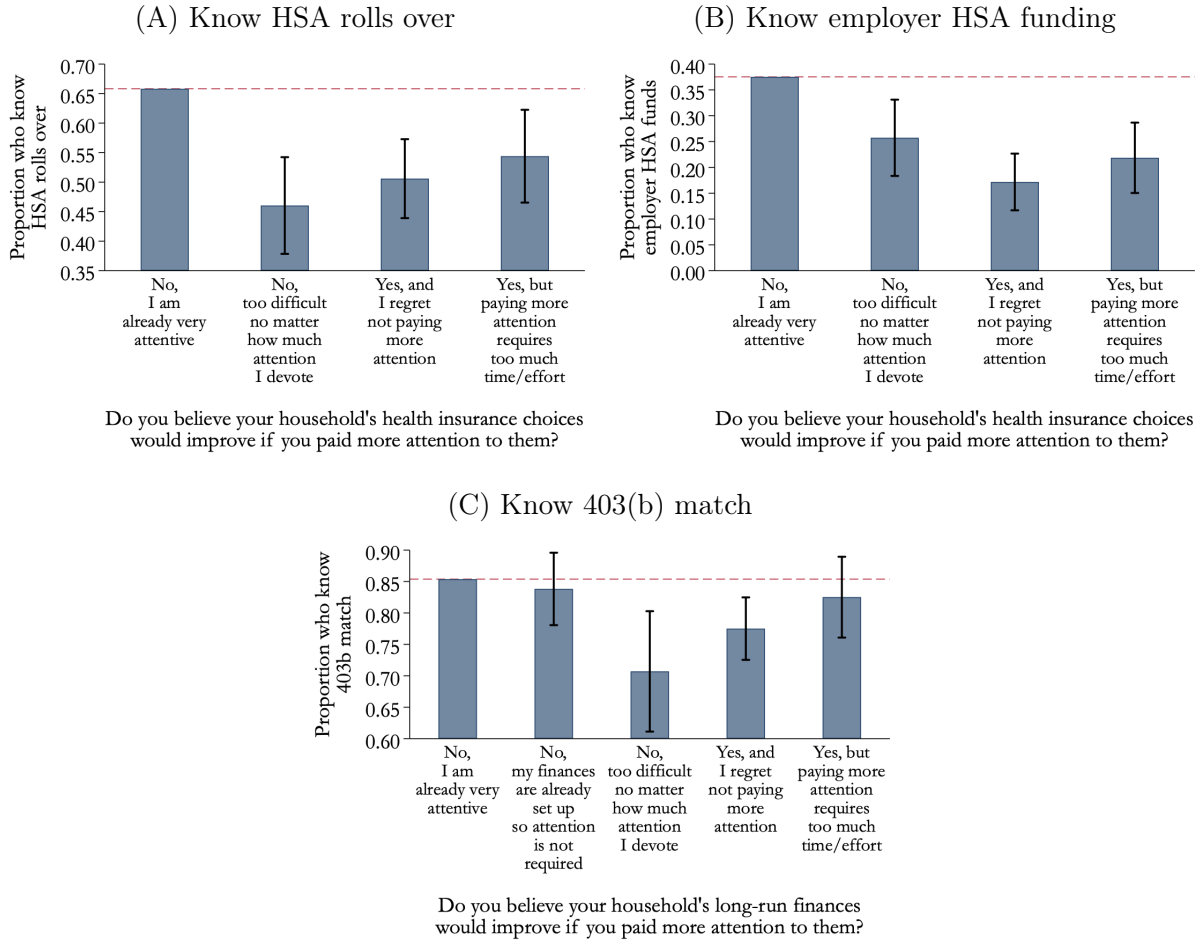 (A) Know HSA rolls over
Proportion who know
HSA rolls over
0.70
0.65
0.60
0.55
0.50
0.45
0.40
0.35
No,
I am
already very
attentive
No,
too difficult
no matter
how much
attention
I devote
Yes, and
I regret
not paying
more
attention
Yes, but
paying more
attention
requires
too much
time/effort
Do you believe your household's health insurance choices
would improve if you paid more attention to them?
(B) Know employer HSA funding
Proportion who know
employer HSA funds
0.40
0.35
0.30
0.25
0.20
0.15
0.10
0.05
0.00
No,
I am
already very
attentive
No,
too difficult
no matter
how much
attention
I devote
Yes, and
I regret
not paying
more
attention
Yes, but
paying more
attention
requires
too much
time/effort
Do you believe your household's health insurance choices
would improve if you paid more attention to them?
(C) Know 403(b) match
Proportion who know
403b match
0.90
0.85
0.80
0.75
0.70
0.65
0.60
No,
I am
already very
attentive
No,
my finances
are already
set up
so attention
is not
required
No,
too difficult
no matter
how much
attention
I devote
Yes, and
I regret
not paying
more
attention
Yes, but
paying more
attention
requires
too much
time/effort
Do you believe your household's long-run finances
would improve if you paid more attention to them?